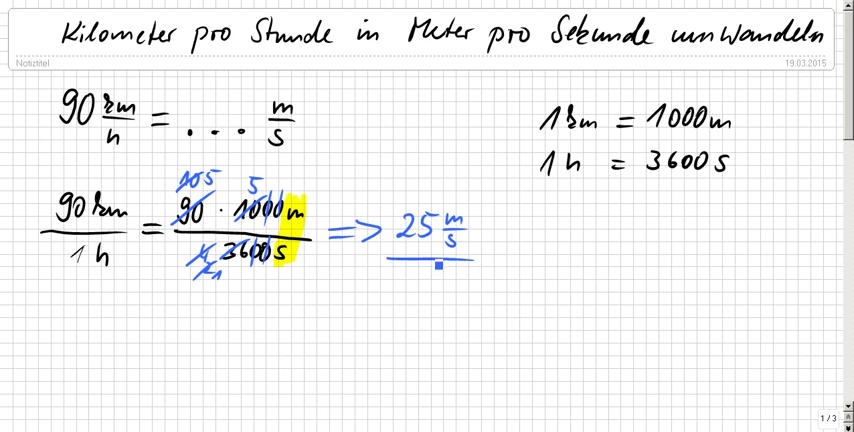 Kilometer pro Stunde in Meter pro Sekunde umwandeln
Notiztitel
19.03.2015
90 km/h = ... m/s
1 km = 1000 m
1 h = 3600 s
90 km / 1 h = 90 · 1000 m / 3600 s => 25 m/s
1/3